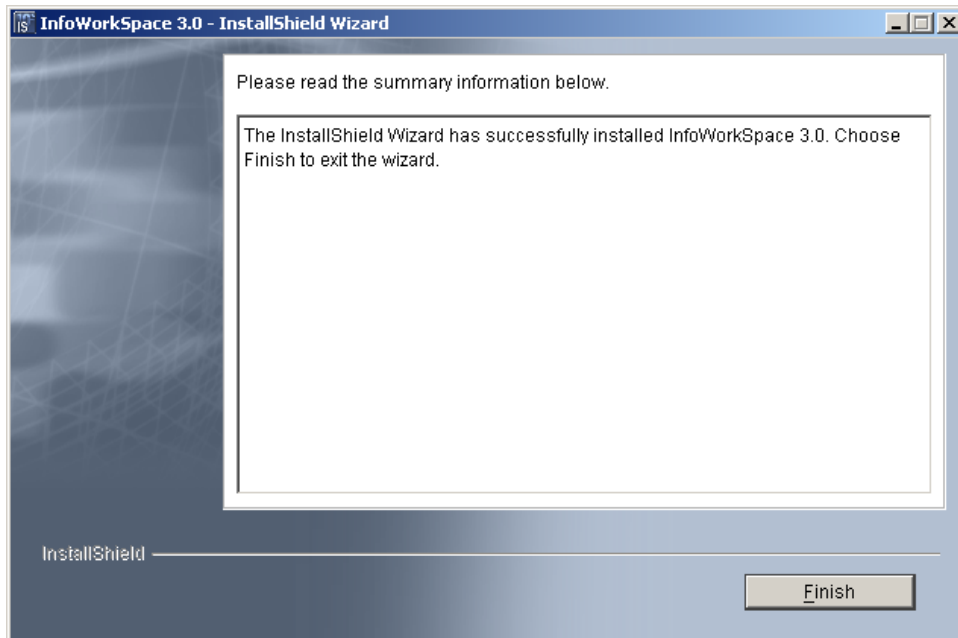 InfoWorkSpace 3.0 - InstallShield Wizard
Please read the summary information below.
The InstallShield Wizard has successfully installed InfoWorkSpace 3.0. Choose
Finish to exit the wizard.
InstallShield
Finish